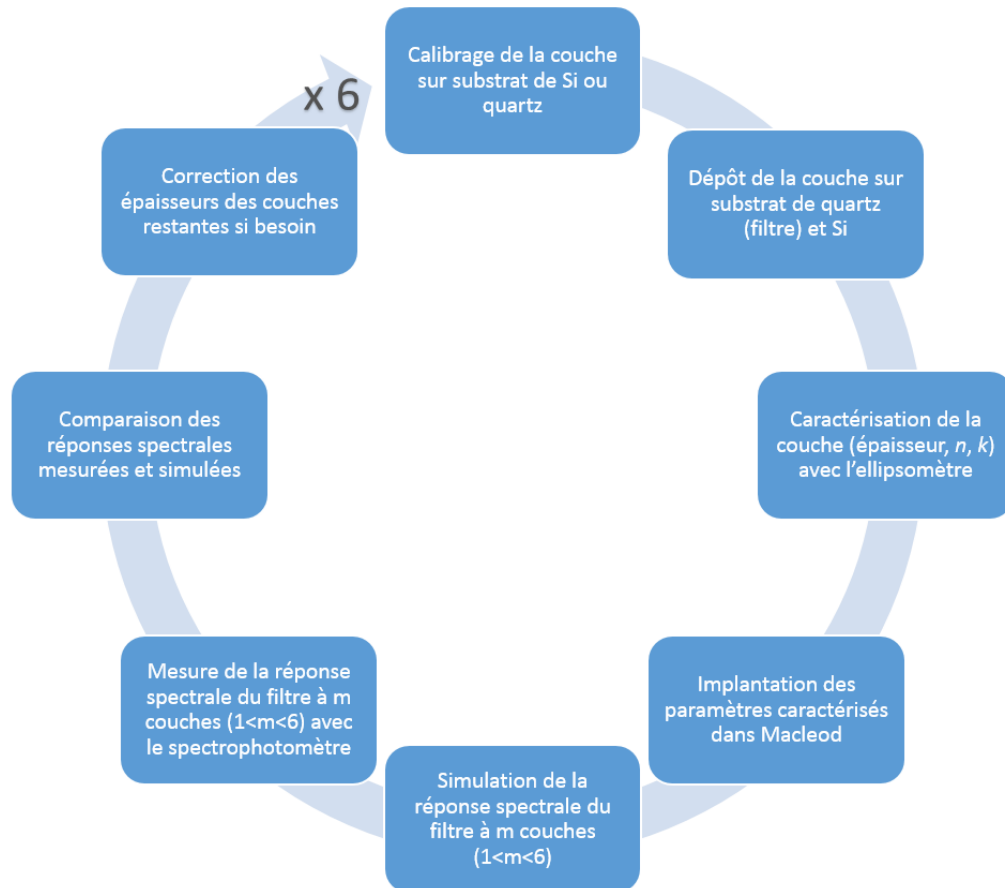 Calibrage de la couche
sur substrat de Si ou
quartz
Dépôt de la couche sur
substrat de quartz
(filtre) et Si
Caractérisation de la
couche (épaisseur, n, k)
avec l'ellipsomètre
Implantation des
paramètres caractérisés
dans Macleod
Simulation de la
réponse spectrale du
filtre à m couches
(1<m<6)
Mesure de la réponse
spectrale du filtre à m
couches (1<m<6) avec
le spectrophotomètre
Comparaison des
réponses spectrales
mesurées et simulées
Correction des
épaisseurs des couches
restantes si besoin
x 6